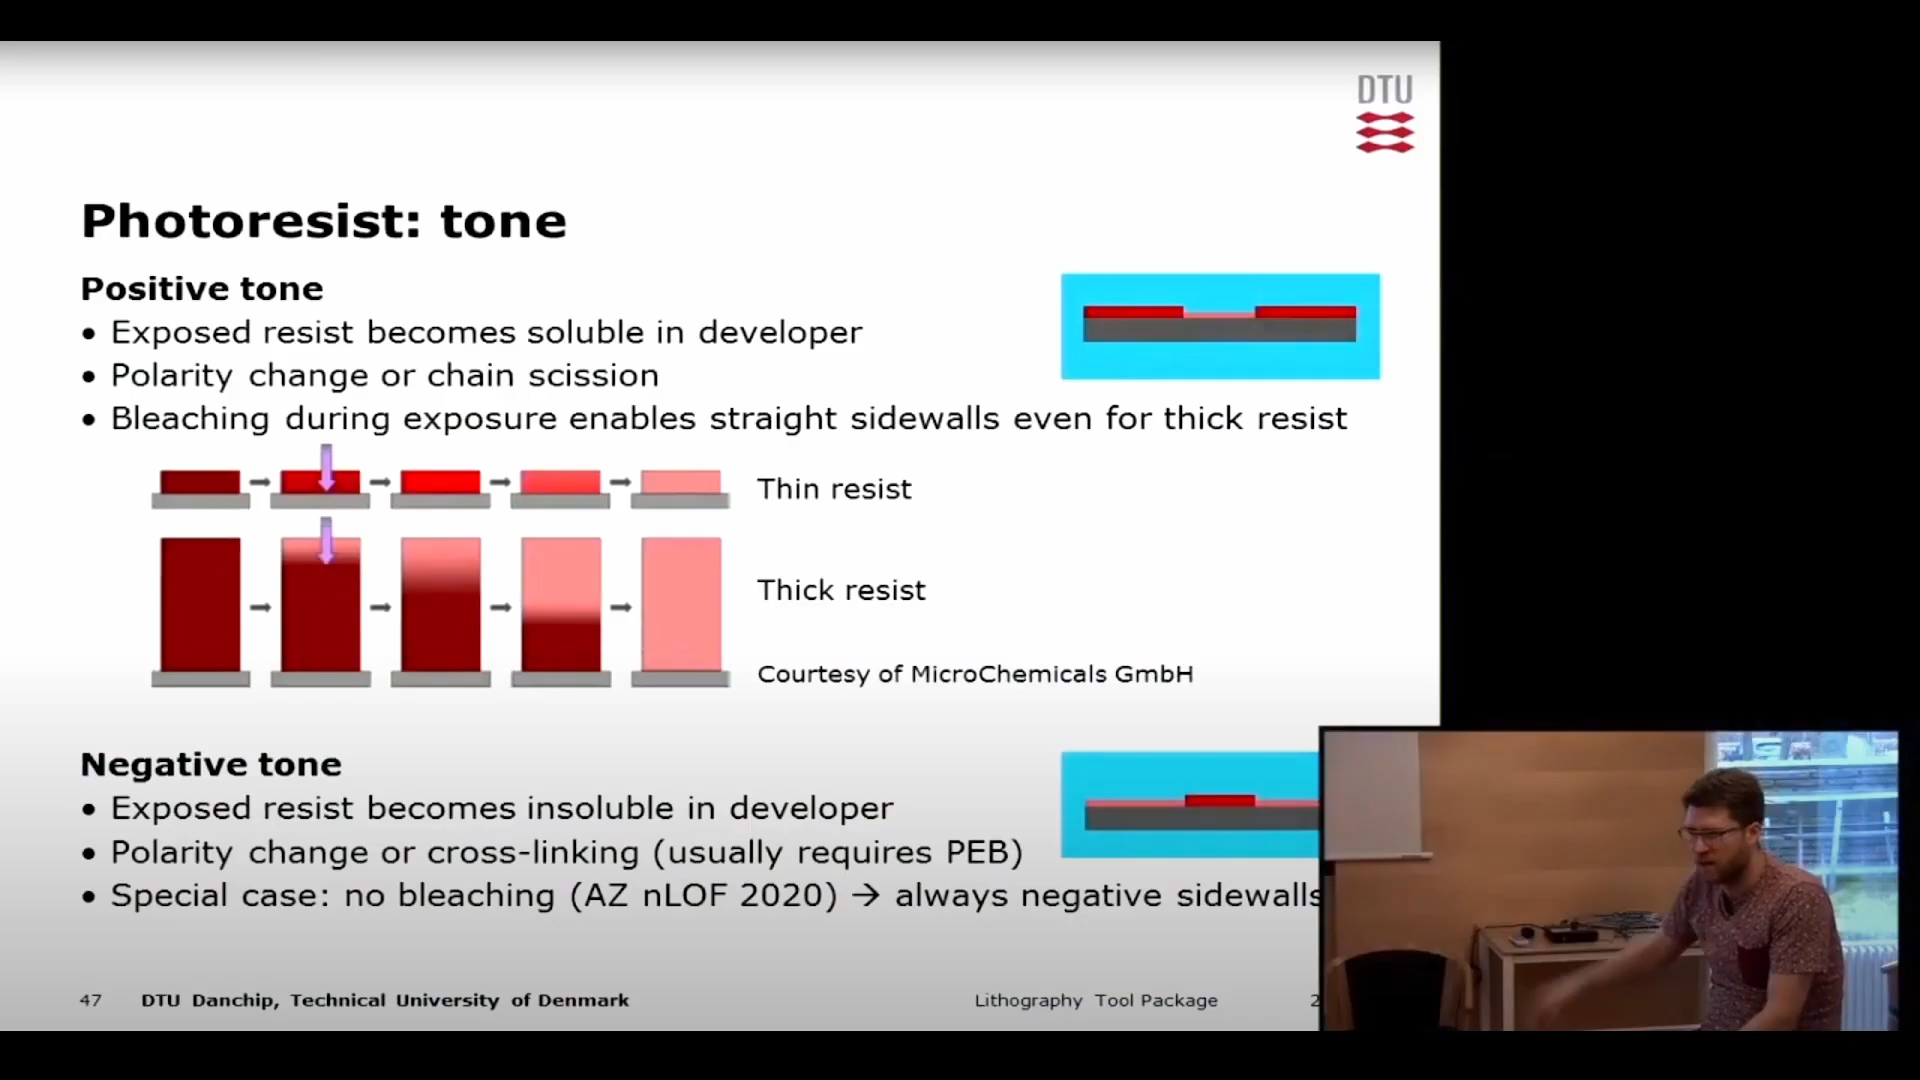 DTU
Photoresist: tone
Positive tone
• Exposed resist becomes soluble in developer
• Polarity change or chain scission
• Bleaching during exposure enables straight sidewalls even for thick resist
Thin resist
Thick resist
Courtesy of MicroChemicals GmbH
Negative tone
• Exposed resist becomes insoluble in developer
• Polarity change or cross-linking (usually requires PEB)
• Special case: no bleaching (AZ nLOF 2020) → always negative sidewalls
47 DTU Danchip, Technical University of Denmark Lithography Tool Package 2